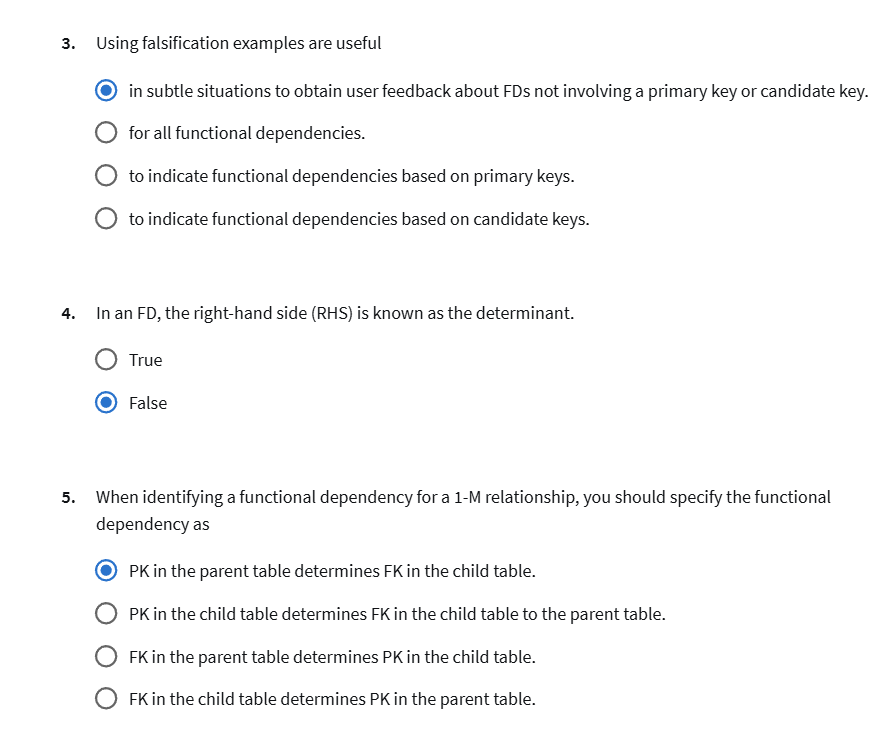 3. Using falsification examples are useful
in subtle situations to obtain user feedback about FDs not involving a primary key or candidate key.
for all functional dependencies.
to indicate functional dependencies based on primary keys.
to indicate functional dependencies based on candidate keys.
4. In an FD, the right-hand side (RHS) is known as the determinant.
True
False
5. When identifying a functional dependency for a 1-M relationship, you should specify the functional
dependency as
PK in the parent table determines FK in the child table.
PK in the child table determines FK in the child table to the parent table.
FK in the parent table determines PK in the child table.
FK in the child table determines PK in the parent table.